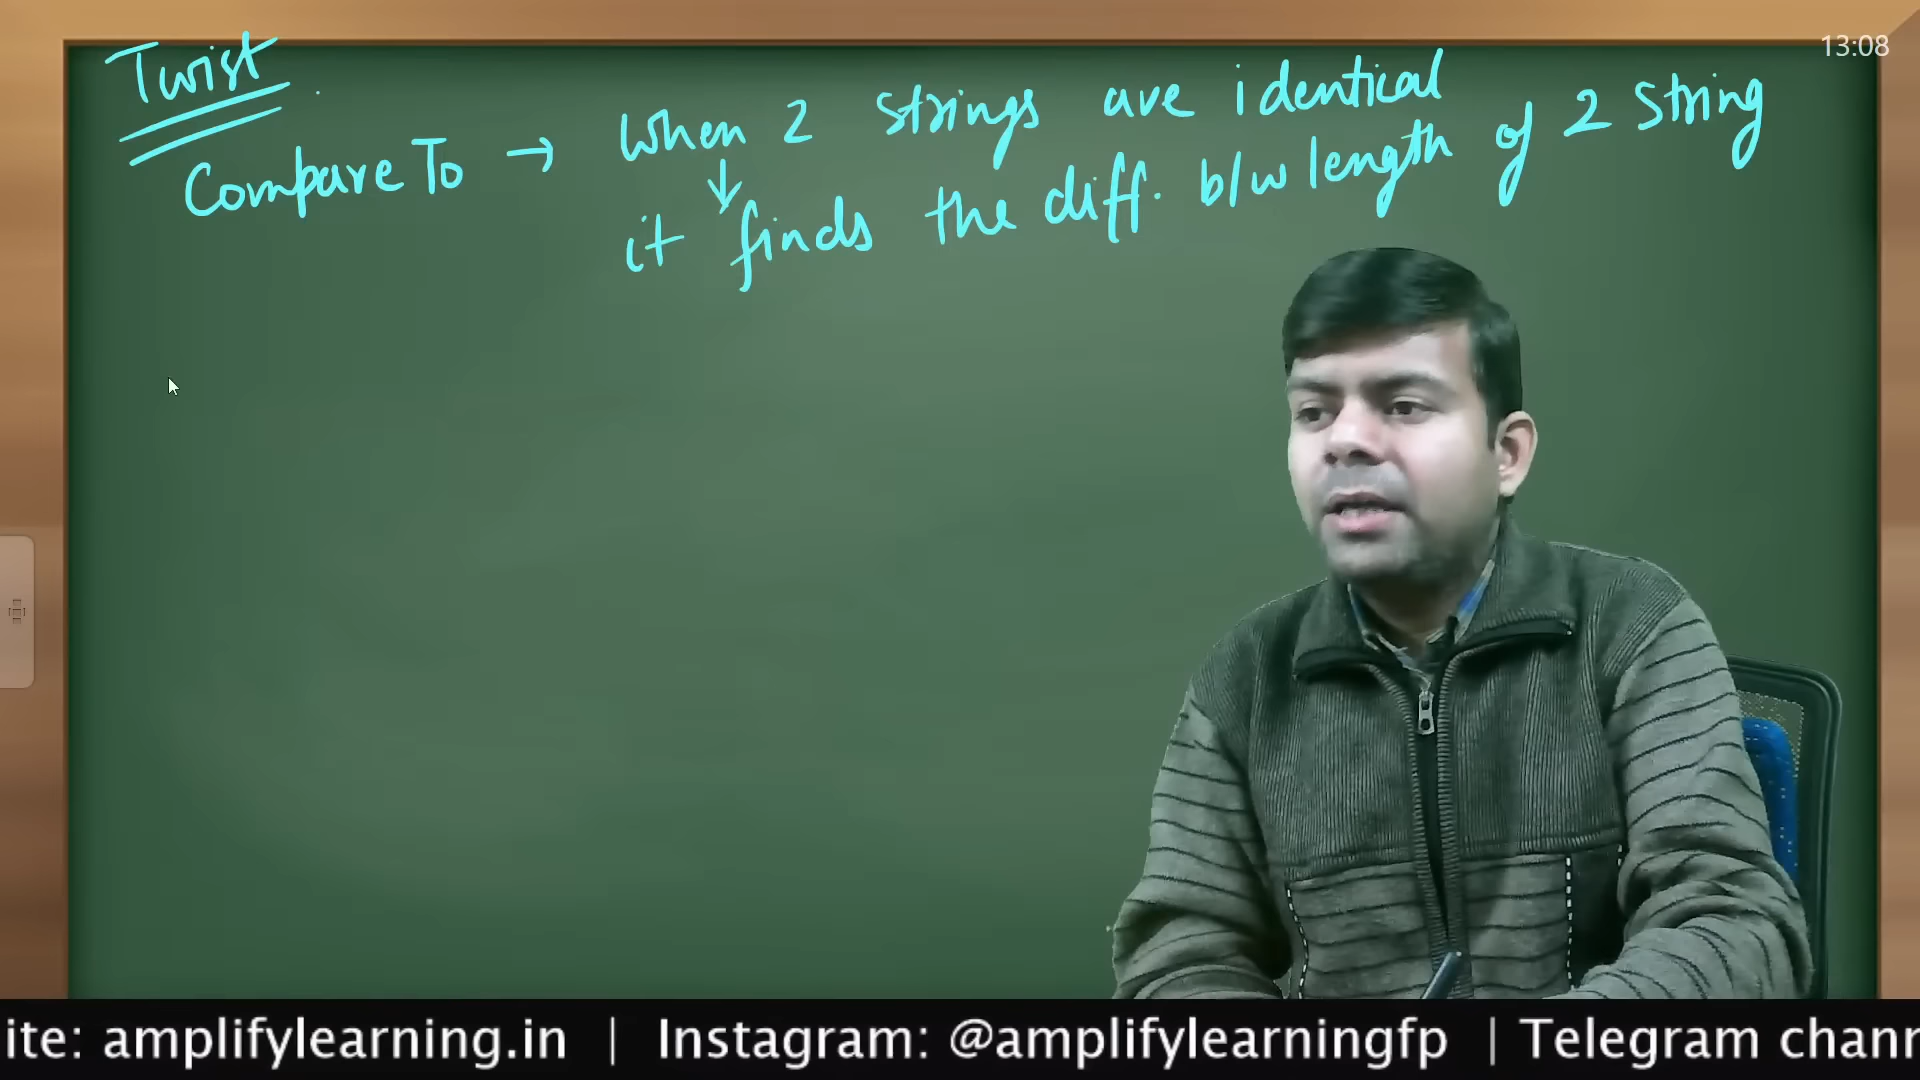 Twist
13:08
Compare To → When 2 strings are identical
it finds the diff. b/w length of 2 String
ite: amplifylearning.in | Instagram: @amplifylearningfp | Telegram chann